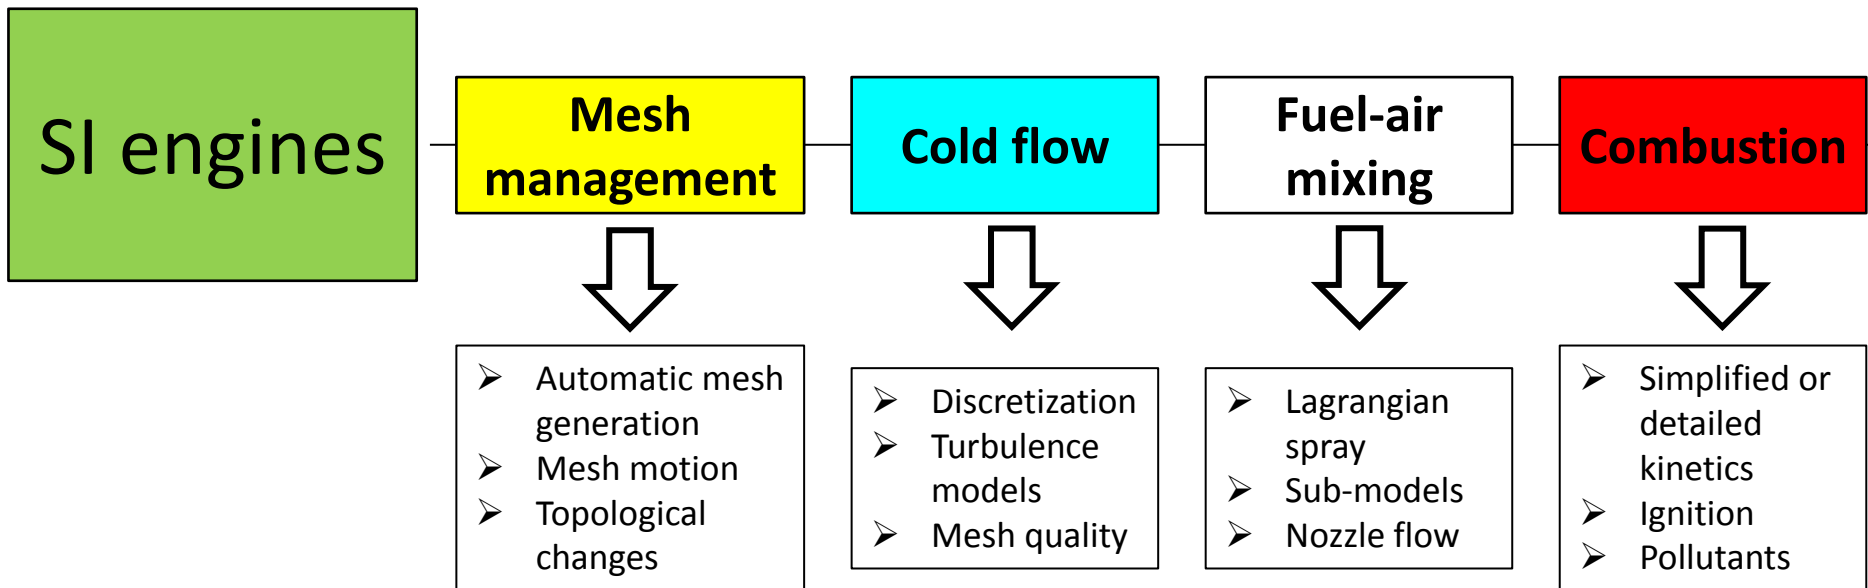 SI engines
Mesh
management
Cold flow
Fuel-air
mixing
Combustion
➢ Automatic mesh
generation
➢ Mesh motion
➢ Topological
changes
➢ Discretization
➢ Turbulence
models
➢ Mesh quality
➢ Lagrangian
spray
➢ Sub-models
➢ Nozzle flow
➢ Simplified or
detailed
kinetics
➢ Ignition
➢ Pollutants